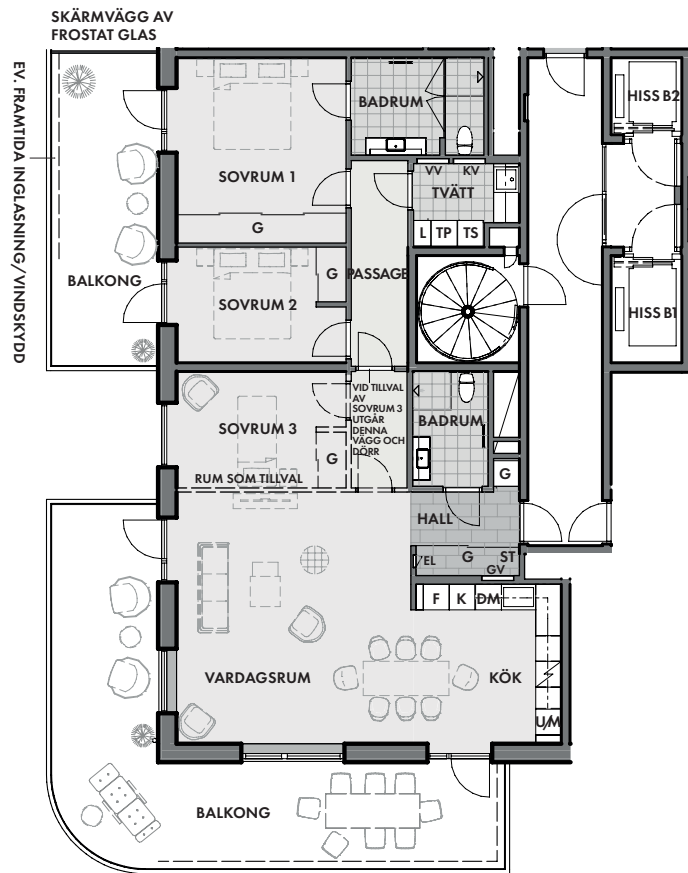 SKÄRMVÄGG AV
FROSTAT GLAS
EV. FRAMTIDA INGLASNING/VINDSKYDD
BADRUM
HISS B2
SOVRUM 1
VV
KV
TVÄTT
G
L
TP
TS
BALKONG
SOVRUM 2
G
PASSAGE
HISS B1
SOVRUM 3
VID TILLVAL
AV
SOVRUM 3
UTGÅR
DENNA
VÄGG OCH
DÖRR
BADRUM
G
RUM SOM TILLVAL
G
HALL
EL
G
ST
GV
F
K
DM
VARDAGSRUM
KÖK
U/M
BALKONG